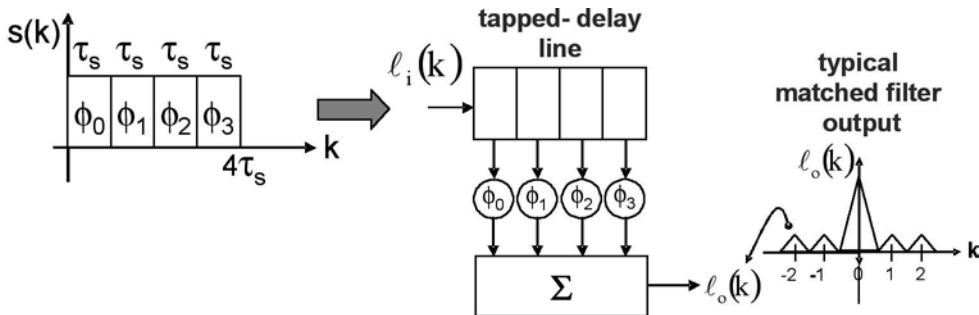 s(k)
τs τs τs τs
ϕ0 ϕ1 ϕ2 ϕ3
k
4τs
tapped- delay
line
ℓi(k)
ϕ0 ϕ1 ϕ2 ϕ3
Σ
ℓo(k)
typical
matched filter
output
ℓo(k)
k
-2 -1 0 1 2